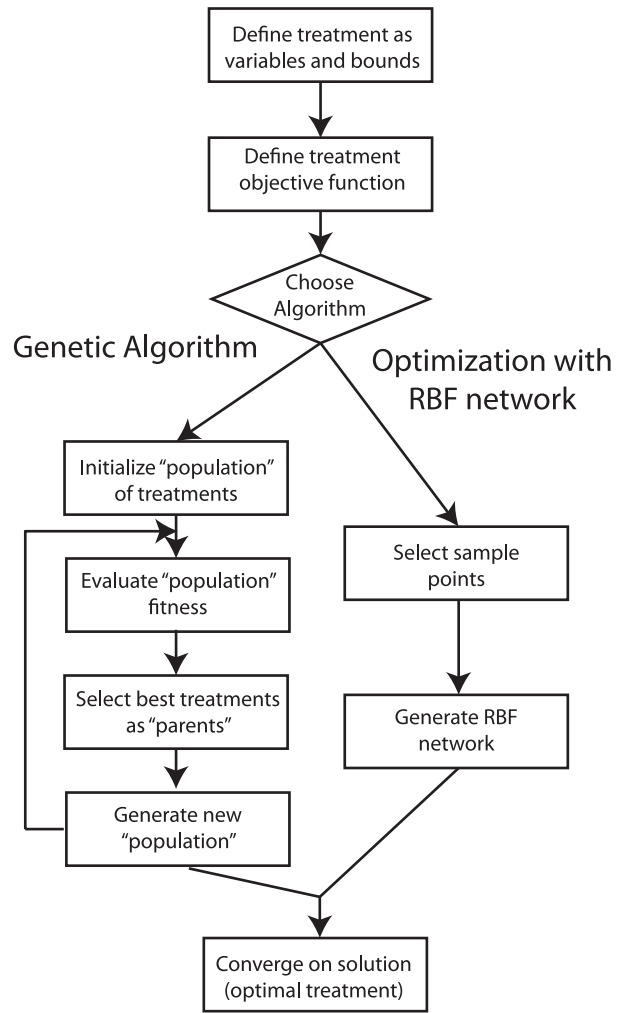 Define treatment as
variables and bounds
Define treatment
objective function
Choose
Algorithm
Genetic Algorithm
Optimization with
RBF network
Initialize “population”
of treatments
Evaluate “population”
fitness
Select best treatments
as “parents”
Generate new
“population”
Select sample
points
Generate RBF
network
Converge on solution
(optimal treatment)